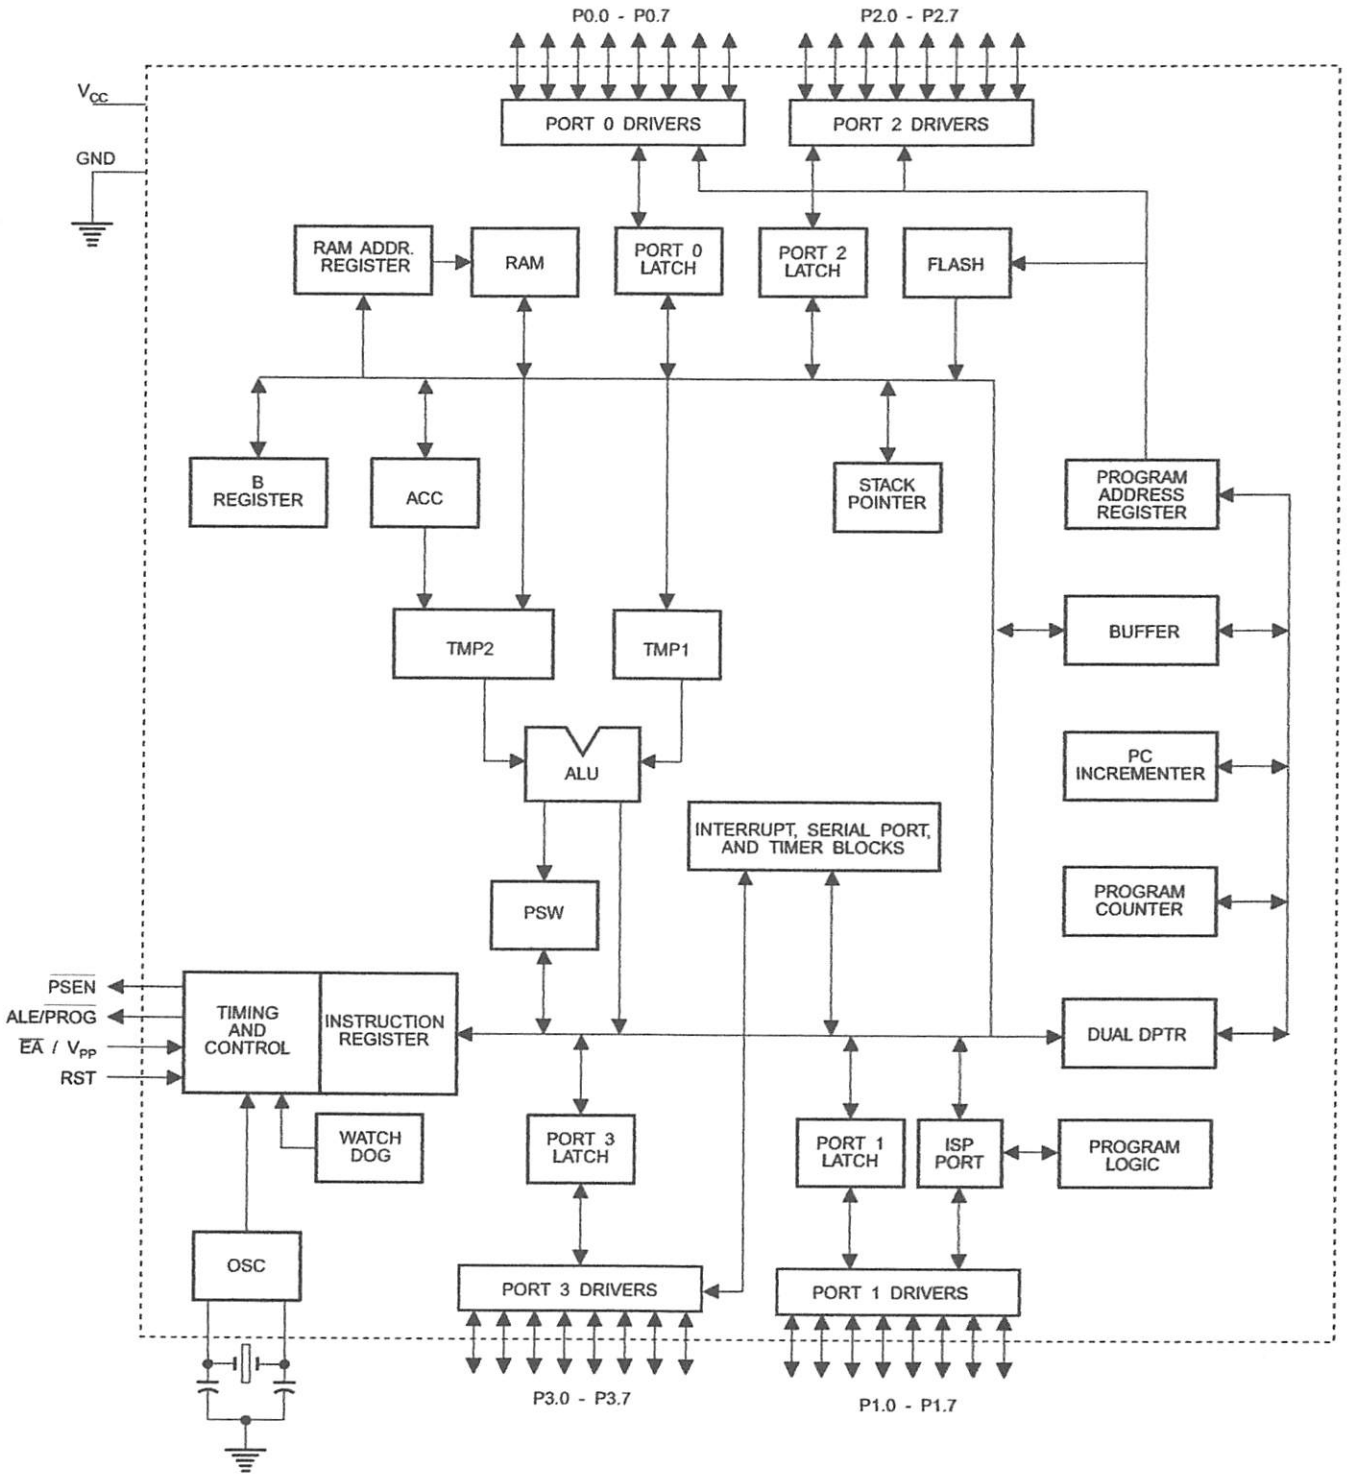 P0.0 - P0.7
P2.0 - P2.7
VCC
PORT 0 DRIVERS
PORT 2 DRIVERS
GND
RAM ADDR.
REGISTER
RAM
PORT 0
LATCH
PORT 2
LATCH
FLASH
B
REGISTER
ACC
STACK
POINTER
PROGRAM
ADDRESS
REGISTER
TMP2
TMP1
BUFFER
ALU
PC
INCREMENTER
INTERRUPT, SERIAL PORT,
AND TIMER BLOCKS
PSW
PROGRAM
COUNTER
PSEN
ALE/PROG
EA / VPP
RST
TIMING
AND
CONTROL
INSTRUCTION
REGISTER
DUAL DPTR
WATCH
DOG
PORT 3
LATCH
PORT 1
LATCH
ISP
PORT
PROGRAM
LOGIC
OSC
PORT 3 DRIVERS
PORT 1 DRIVERS
P3.0 - P3.7
P1.0 - P1.7